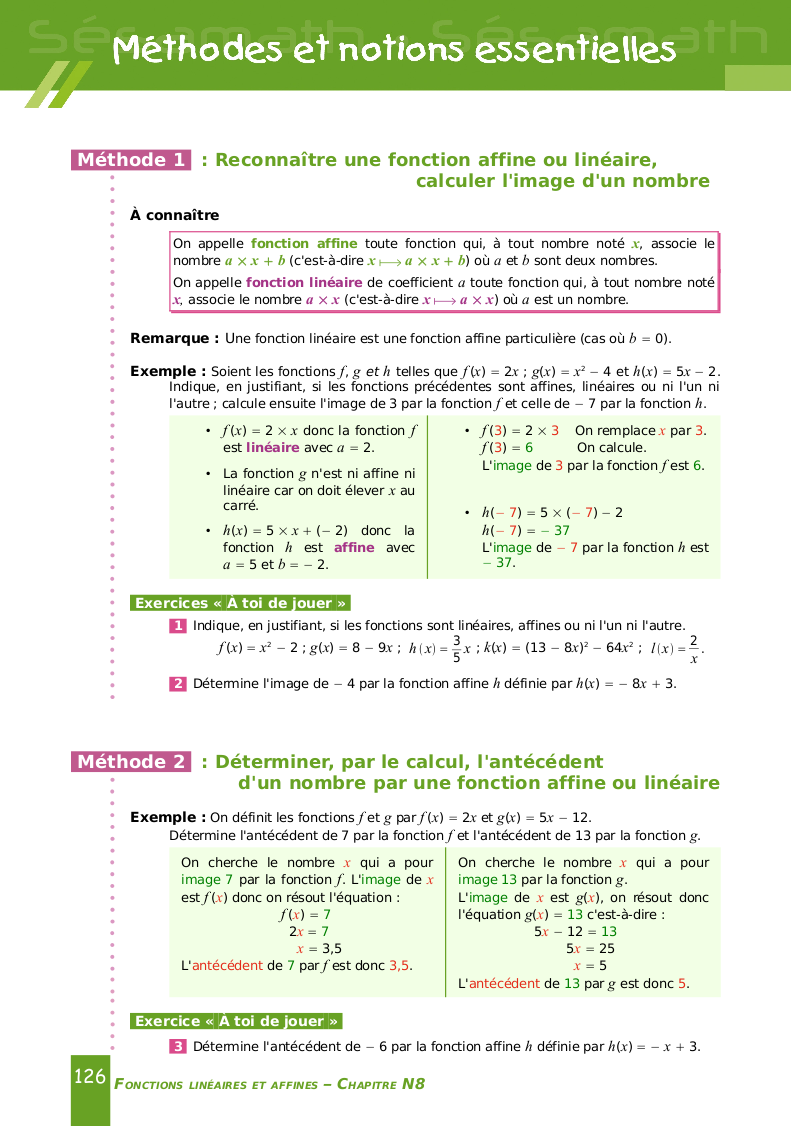 Sésamath Sésamath
Méthodes et notions essentielles
Méthode 1 : Reconnaître une fonction affine ou linéaire,
calculer l'image d'un nombre
À connaître
On appelle fonction affine toute fonction qui, à tout nombre noté x, associe le
nombre a × x + b (c'est-à-dire x ⟼ a × x + b) où a et b sont deux nombres.
On appelle fonction linéaire de coefficient a toute fonction qui, à tout nombre noté
x, associe le nombre a × x (c'est-à-dire x ⟼ a × x) où a est un nombre.
Remarque : Une fonction linéaire est une fonction affine particulière (cas où b = 0).
Exemple : Soient les fonctions f, g et h telles que f(x) = 2x ; g(x) = x² − 4 et h(x) = 5x − 2.
Indique, en justifiant, si les fonctions précédentes sont affines, linéaires ou ni l'un ni
l'autre ; calcule ensuite l'image de 3 par la fonction f et celle de − 7 par la fonction h.
• f(x) = 2 × x donc la fonction f
est linéaire avec a = 2.
• La fonction g n'est ni affine ni
linéaire car on doit élever x au
carré.
• h(x) = 5 × x + (− 2) donc la
fonction h est affine avec
a = 5 et b = − 2.
• f(3) = 2 × 3 On remplace x par 3.
f(3) = 6 On calcule.
L'image de 3 par la fonction f est 6.
• h(− 7) = 5 × (− 7) − 2
h(− 7) = − 37
L'image de − 7 par la fonction h est
− 37.
Exercices « À toi de jouer »
1 Indique, en justifiant, si les fonctions sont linéaires, affines ou ni l'un ni l'autre.
f(x) = x² − 2 ; g(x) = 8 − 9x ; h(x) = 3/5 x ; k(x) = (13 − 8x)² − 64x² ; l(x) = 2/x.
2 Détermine l'image de − 4 par la fonction affine h définie par h(x) = − 8x + 3.
Méthode 2 : Déterminer, par le calcul, l'antécédent
d'un nombre par une fonction affine ou linéaire
Exemple : On définit les fonctions f et g par f(x) = 2x et g(x) = 5x − 12.
Détermine l'antécédent de 7 par la fonction f et l'antécédent de 13 par la fonction g.
On cherche le nombre x qui a pour
image 7 par la fonction f. L'image de x
est f(x) donc on résout l'équation :
f(x) = 7
2x = 7
x = 3,5
L'antécédent de 7 par f est donc 3,5.
On cherche le nombre x qui a pour
image 13 par la fonction g.
L'image de x est g(x), on résout donc
l'équation g(x) = 13 c'est-à-dire :
5x − 12 = 13
5x = 25
x = 5
L'antécédent de 13 par g est donc 5.
Exercice « À toi de jouer »
3 Détermine l'antécédent de − 6 par la fonction affine h définie par h(x) = − x + 3.
126 FONCTIONS LINÉAIRES ET AFFINES – CHAPITRE N8